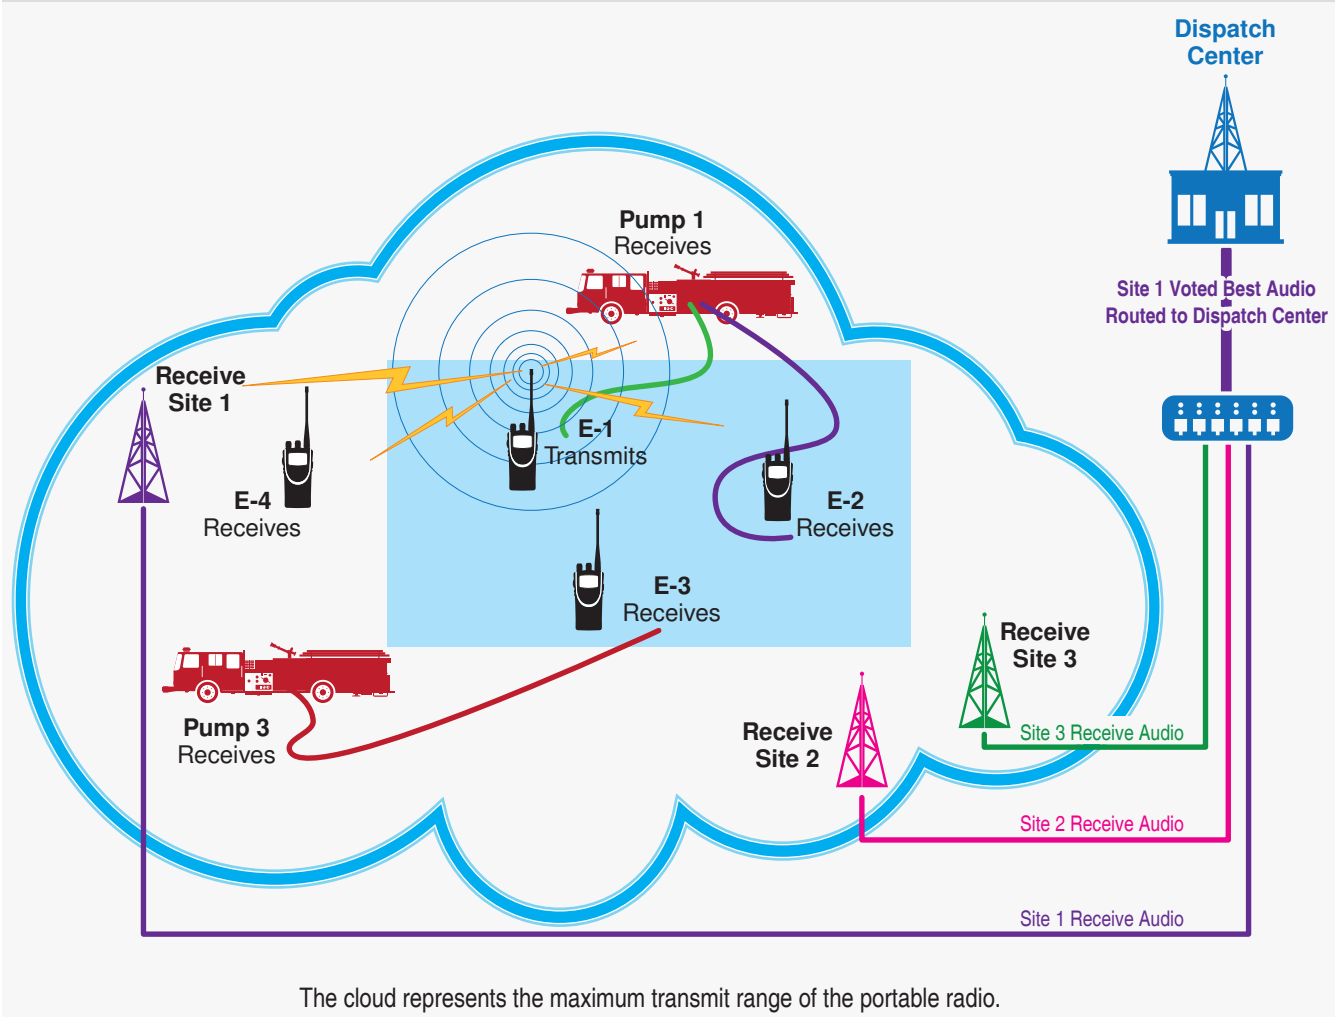 Dispatch
Center
Pump 1
Receives
Site 1 Voted Best Audio
Routed to Dispatch Center
Receive
Site 1
E-1
Transmits
E-4
Receives
E-2
Receives
E-3
Receives
Receive
Site 3
Pump 3
Receives
Receive
Site 2
Site 3 Receive Audio
Site 2 Receive Audio
Site 1 Receive Audio
The cloud represents the maximum transmit range of the portable radio.